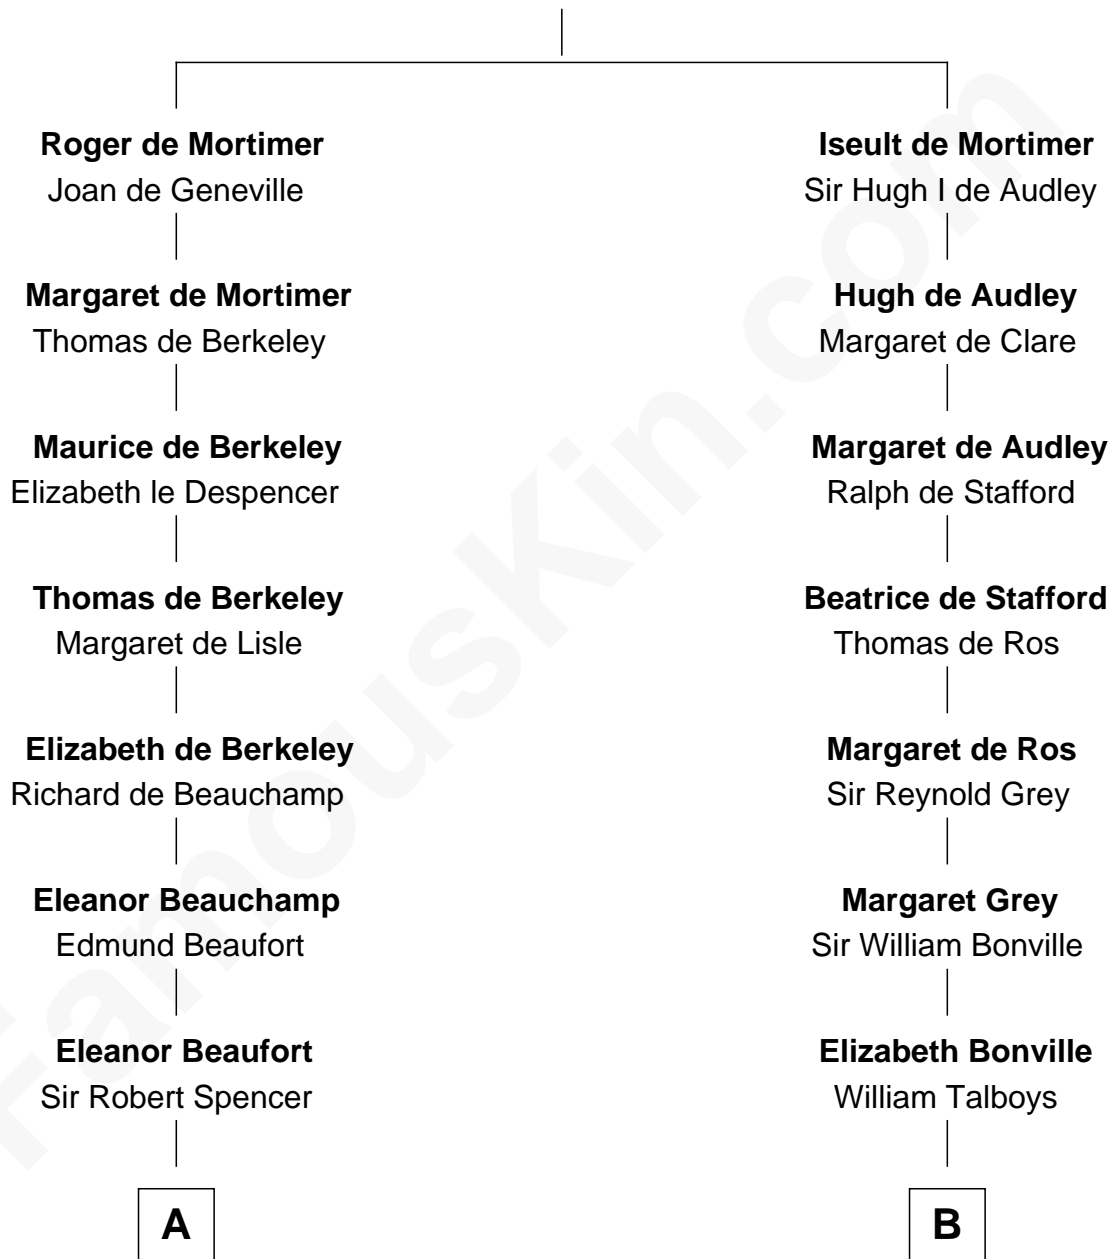 Roger de Mortimer
Joan de Geneville
Margaret de Mortimer
Thomas de Berkeley
Maurice de Berkeley
Elizabeth le Despencer
Thomas de Berkeley
Margaret de Lisle
Elizabeth de Berkeley
Richard de Beauchamp
Eleanor Beauchamp
Edmund Beaufort
Eleanor Beaufort
Sir Robert Spencer
A
Iseult de Mortimer
Sir Hugh I de Audley
Hugh de Audley
Margaret de Clare
Margaret de Audley
Ralph de Stafford
Beatrice de Stafford
Thomas de Ros
Margaret de Ros
Sir Reynold Grey
Margaret Grey
Sir William Bonville
Elizabeth Bonville
William Talboys
B
FamousKin.com